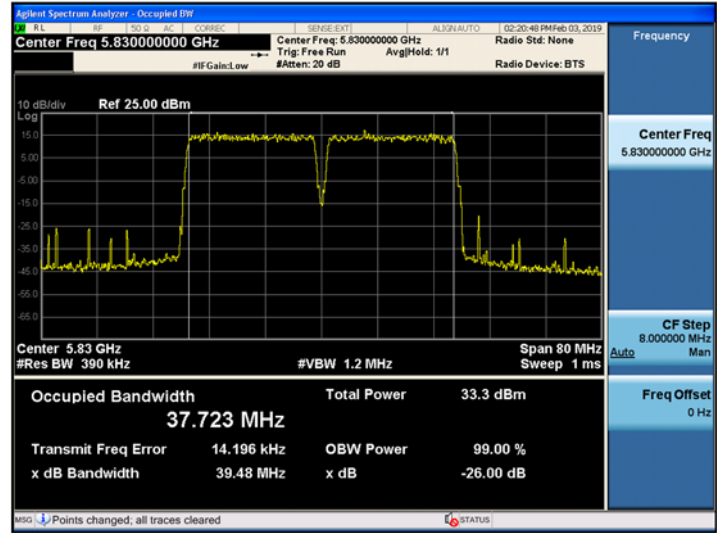 Agilent Spectrum Analyzer - Occupied BW
RL RF 50 Ω AC CORREC SENSE:EXT ALIGN AUTO 02:20:48 PM Feb 03, 2019
Center Freq 5.830000000 GHz
Center Freq: 5.830000000 GHz
Radio Std: None
Trig: Free Run Avg|Hold: 1/1
#IFGain:Low #Atten: 20 dB Radio Device: BTS
10 dB/div Ref 25.00 dBm
Log
15.0
5.00
-5.00
-15.0
-25.0
-35.0
-45.0
-55.0
-65.0
Center 5.83 GHz Span 80 MHz
#Res BW 390 kHz #VBW 1.2 MHz Sweep 1 ms
Occupied Bandwidth Total Power 33.3 dBm
37.723 MHz
Transmit Freq Error 14.196 kHz OBW Power 99.00 %
x dB Bandwidth 39.48 MHz x dB -26.00 dB
MSG Points changed; all traces cleared STATUS
Frequency
Center Freq
5.830000000 GHz
CF Step
8.000000 MHz
Auto Man
Freq Offset
0 Hz